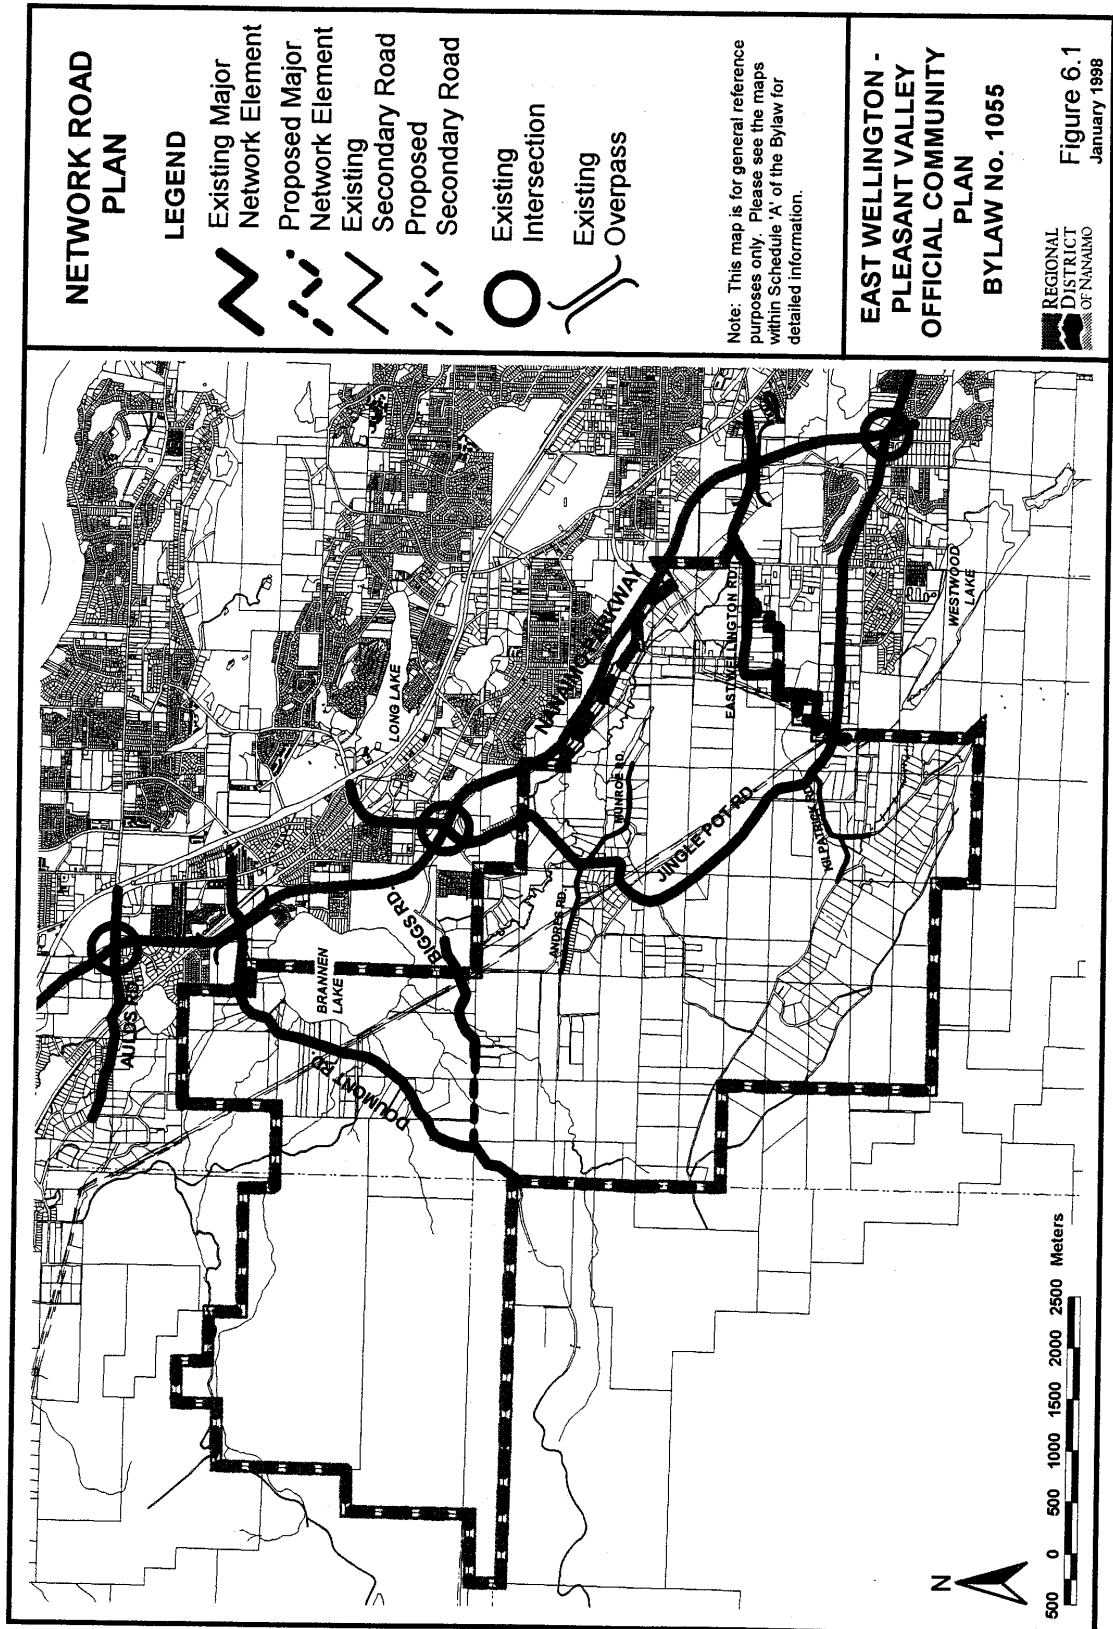 NETWORK ROAD
PLAN
LEGEND
Existing Major
Network Element
Proposed Major
Network Element
Existing
Secondary Road
Proposed
Secondary Road
Existing
Intersection
Existing
Overpass
Note: This map is for general reference
purposes only. Please see the maps
within Schedule 'A' of the Bylaw for
detailed information.
EAST WELLINGTON -
PLEASANT VALLEY
OFFICIAL COMMUNITY
PLAN
BYLAW No. 1055
REGIONAL
DISTRICT
OF NANAIMO
Figure 6.1
January 1998
AULDS RD.
LONG LAKE
NANAIMO PARKWAY
BRANNEN
LAKE
BIGGS RD.
DOUMONT RD.
ANDRES RD.
MUNROE RD.
EAST WELLINGTON RD.
JINGLE POT RD.
KILPATRICK RD.
WESTWOOD
LAKE
N
500 0 500 1000 1500 2000 2500 Meters